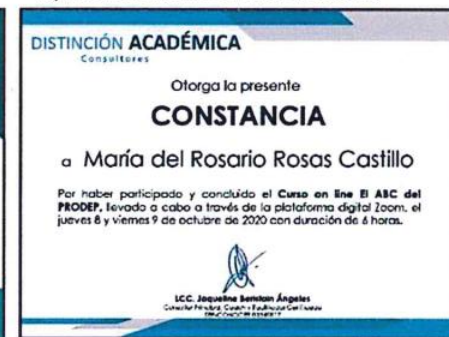 DISTINCIÓN ACADÉMICA
Consultores
Otorga la presente
CONSTANCIA
a María del Rosario Rosas Castillo
Por haber participado y concluido el Curso on line El ABC del
PRODEP, llevado a cabo a través de la plataforma digital Zoom, el
jueves 8 y viernes 9 de octubre de 2020 con duración de 6 horas.
LCC. Jaqueline Beristain Ángeles